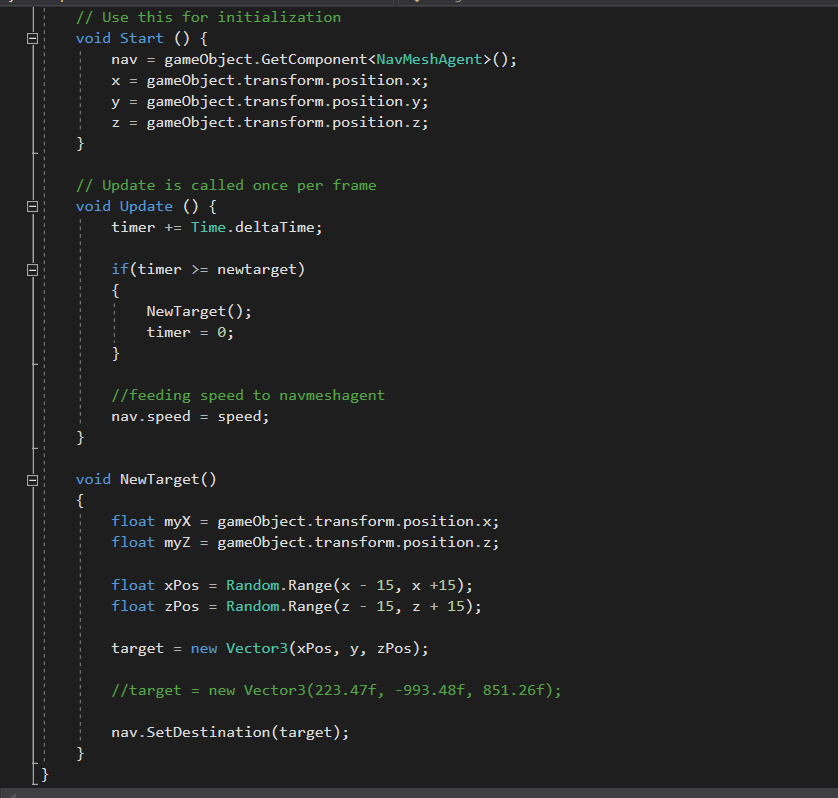 // Use this for initialization
void Start () {
nav = gameObject.GetComponent<NavMeshAgent>();
x = gameObject.transform.position.x;
y = gameObject.transform.position.y;
z = gameObject.transform.position.z;
}
// Update is called once per frame
void Update () {
timer += Time.deltaTime;
if(timer >= newtarget)
{
NewTarget();
timer = 0;
}
//feeding speed to navmeshagent
nav.speed = speed;
}
void NewTarget()
{
float myX = gameObject.transform.position.x;
float myZ = gameObject.transform.position.z;
float xPos = Random.Range(x - 15, x +15);
float zPos = Random.Range(z - 15, z + 15);
target = new Vector3(xPos, y, zPos);
//target = new Vector3(223.47f, -993.48f, 851.26f);
nav.SetDestination(target);
}
}